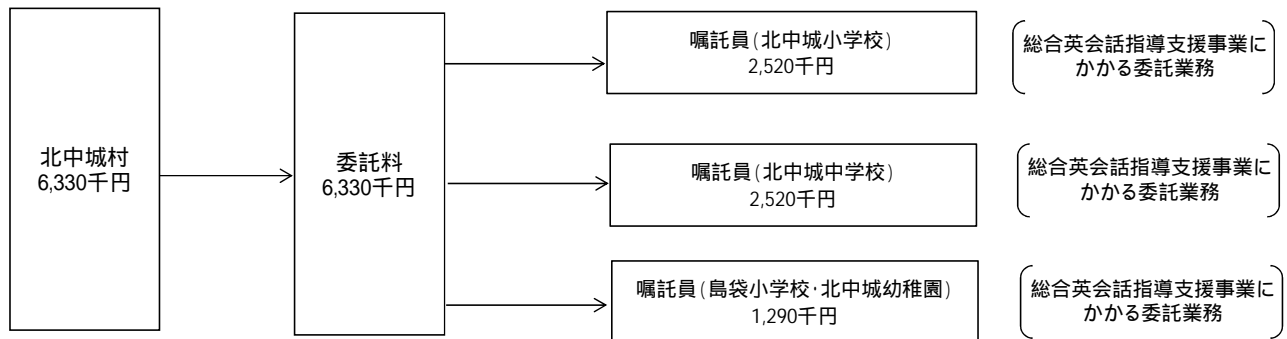 北中城村
6,330千円
委託料
6,330千円
嘱託員(北中城小学校)
2,520千円
総合英会話指導支援事業に
かかる委託業務
嘱託員(北中城中学校)
2,520千円
総合英会話指導支援事業に
かかる委託業務
嘱託員(島袋小学校・北中城幼稚園)
1,290千円
総合英会話指導支援事業に
かかる委託業務